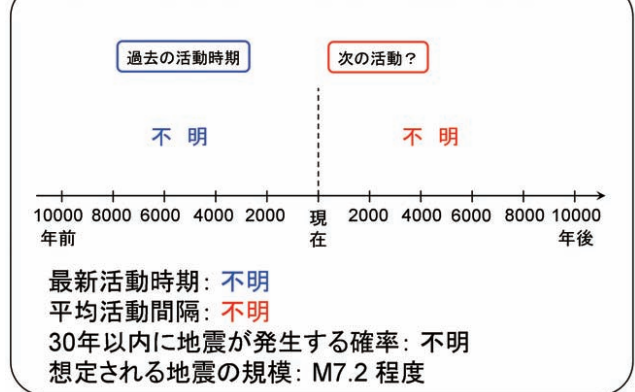 過去の活動時期 次の活動？
不 明 不 明
10000 8000 6000 4000 2000 現在 2000 4000 6000 8000 10000
年前 年後
最新活動時期: 不明
平均活動間隔: 不明
30年以内に地震が発生する確率: 不明
想定される地震の規模: M7.2 程度